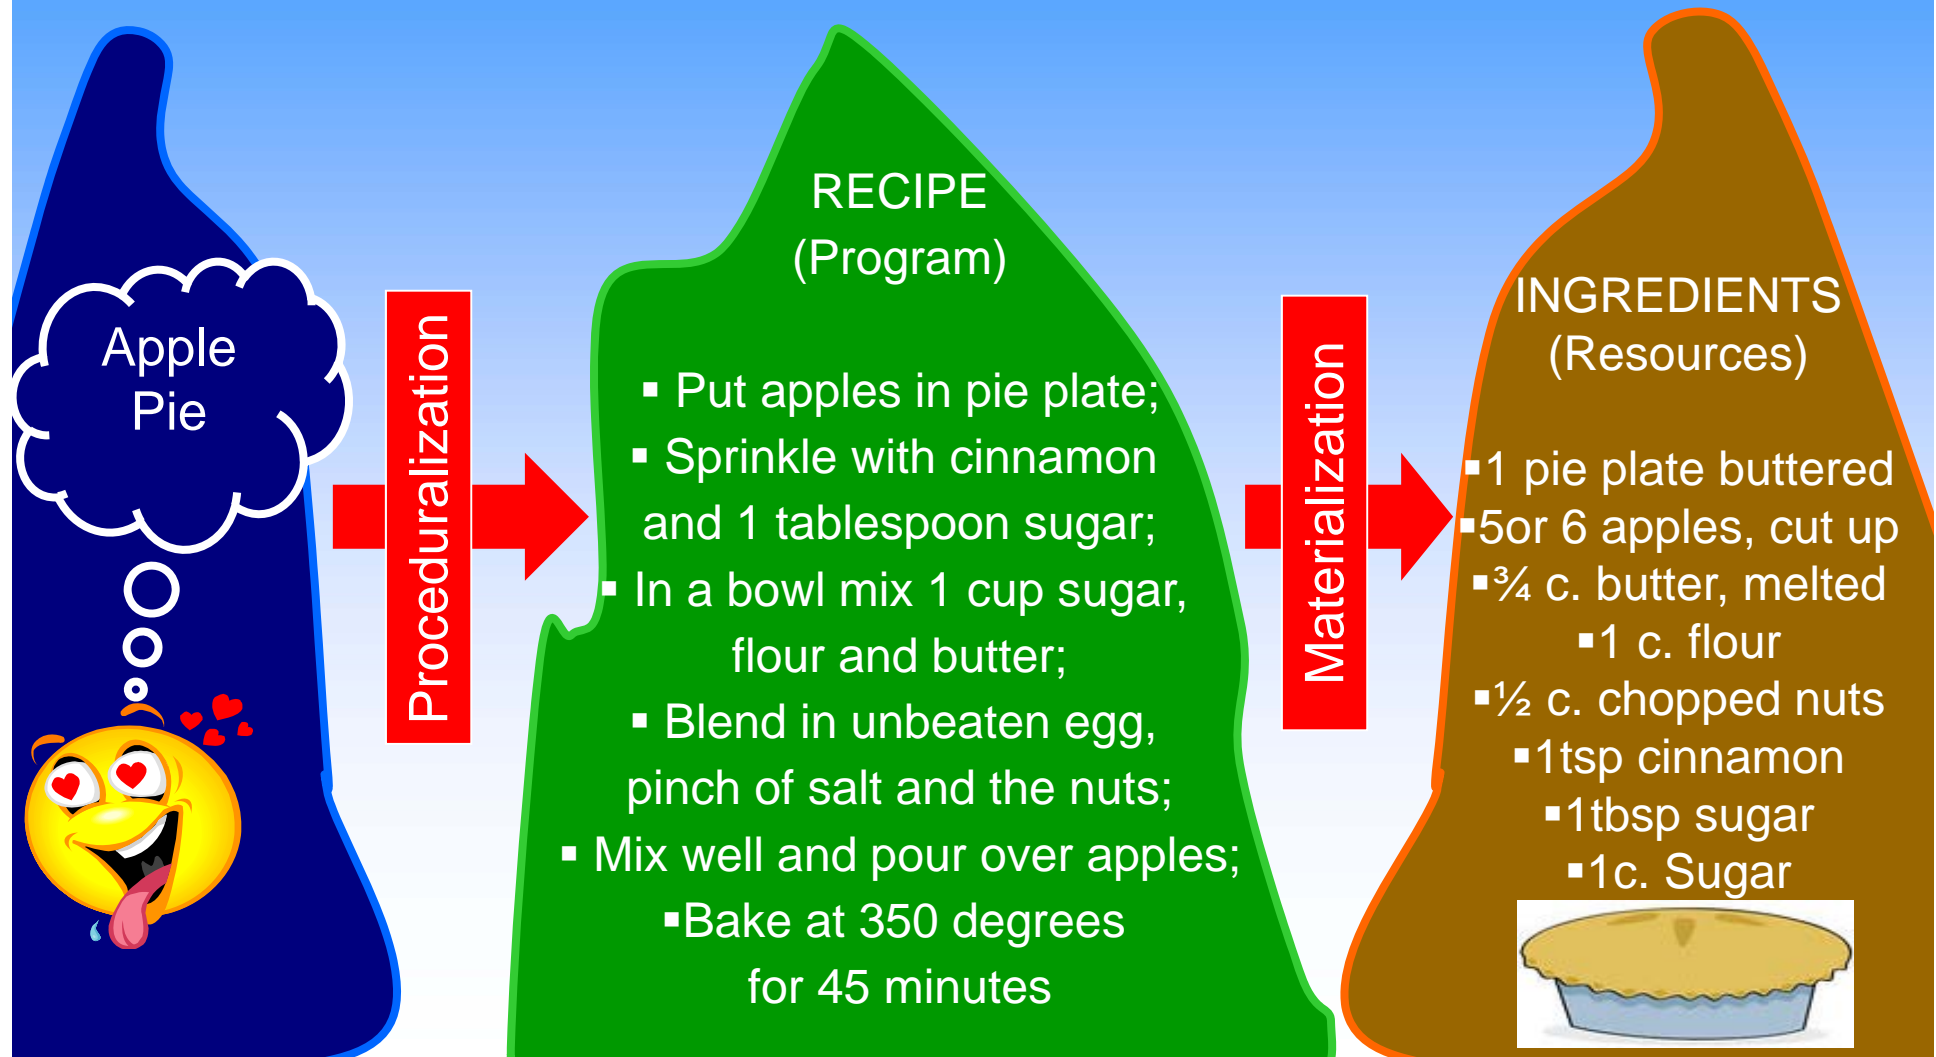 Apple
Pie
Proceduralization
RECIPE
(Program)
▪ Put apples in pie plate;
▪ Sprinkle with cinnamon
and 1 tablespoon sugar;
▪ In a bowl mix 1 cup sugar,
flour and butter;
▪ Blend in unbeaten egg,
pinch of salt and the nuts;
▪ Mix well and pour over apples;
▪Bake at 350 degrees
for 45 minutes
Materialization
INGREDIENTS
(Resources)
▪1 pie plate buttered
▪5or 6 apples, cut up
▪¾ c. butter, melted
▪1 c. flour
▪½ c. chopped nuts
▪1tsp cinnamon
▪1tbsp sugar
▪1c. Sugar